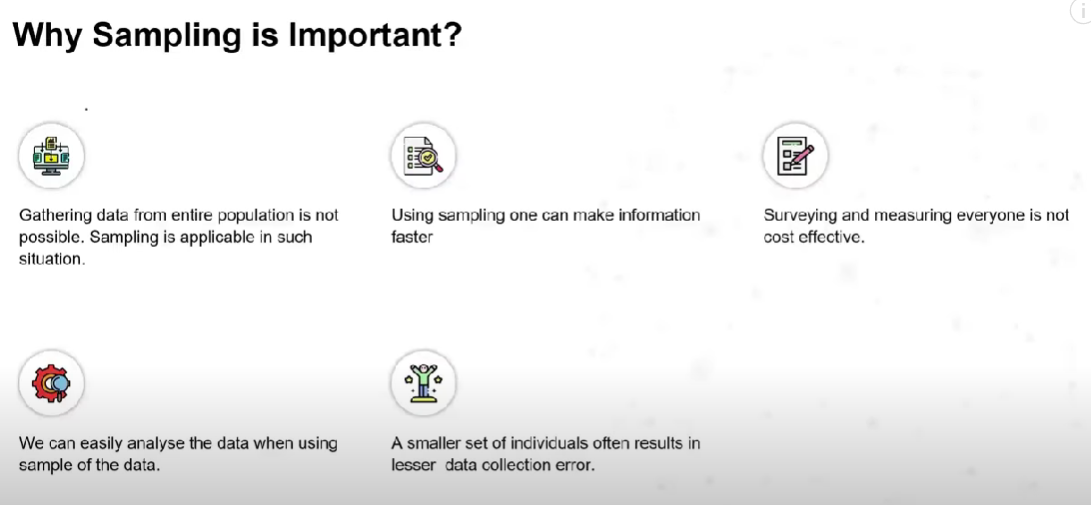 Why Sampling is Important?
Gathering data from entire population is not
possible. Sampling is applicable in such
situation.
Using sampling one can make information
faster
Surveying and measuring everyone is not
cost effective.
We can easily analyse the data when using
sample of the data.
A smaller set of individuals often results in
lesser data collection error.